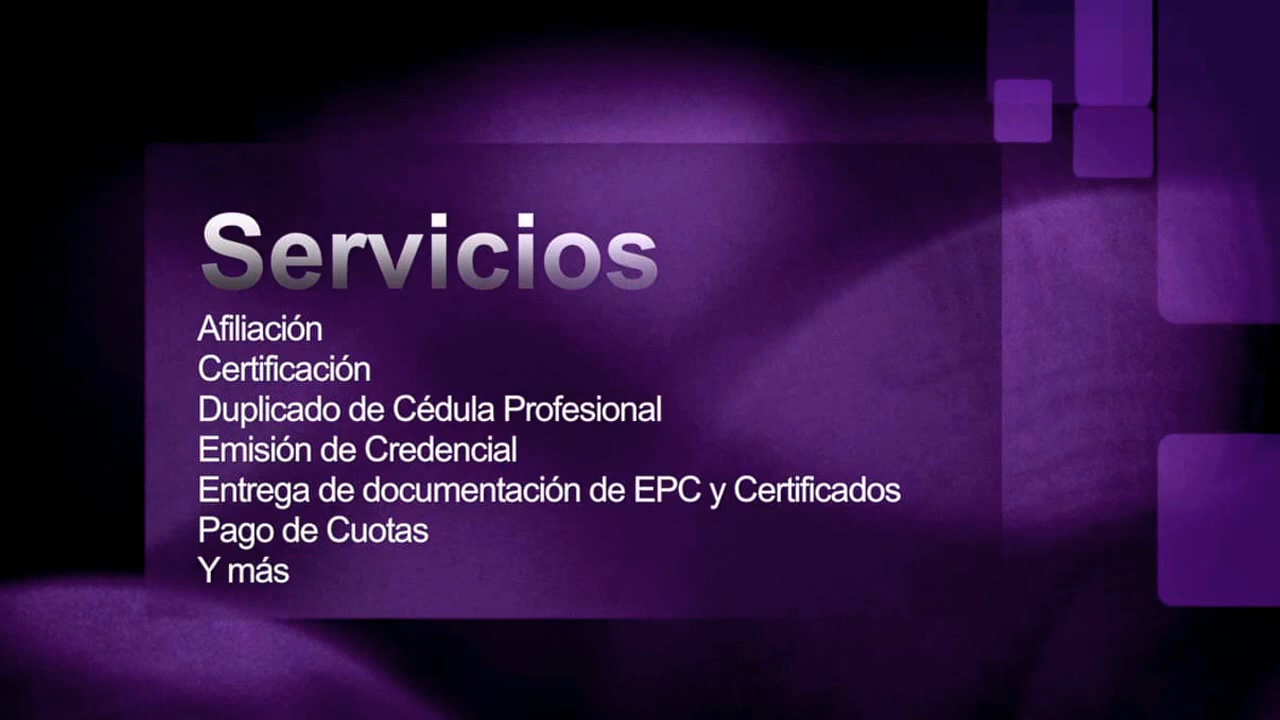 Servicios
Afiliación
Certificación
Duplicado de Cédula Profesional
Emisión de Credencial
Entrega de documentación de EPC y Certificados
Pago de Cuotas
Y más